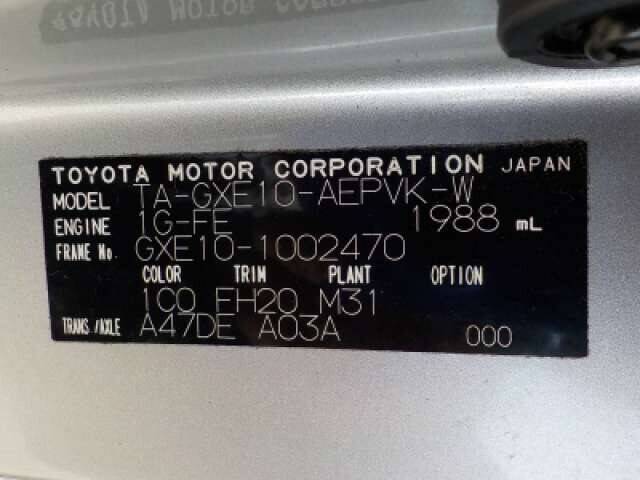 TOYOTA MOTOR CORPORATION JAPAN
MODEL TA-GXE10-AEPVK-W
ENGINE 1G-FE 1988 mL
FRAME No. GXE10-1002470
COLOR TRIM PLANT OPTION
1C0 FH20 M31
TRANS./AXLE A47DE A03A 000